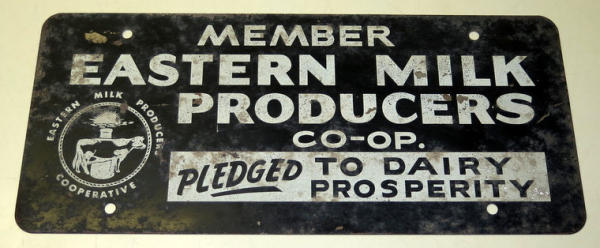 MEMBER
EASTERN MILK
PRODUCERS
CO-OP.
PLEDGED TO DAIRY
PROSPERITY
EASTERN MILK PRODUCERS
COOPERATIVE